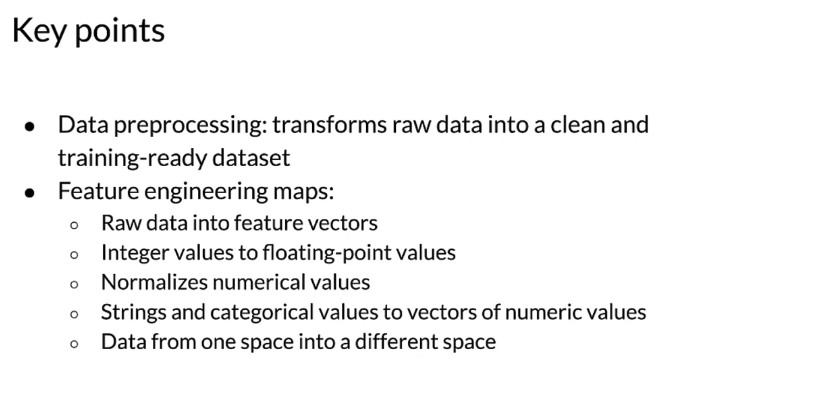 Key points
● Data preprocessing: transforms raw data into a clean and
training-ready dataset
● Feature engineering maps:
○ Raw data into feature vectors
○ Integer values to floating-point values
○ Normalizes numerical values
○ Strings and categorical values to vectors of numeric values
○ Data from one space into a different space